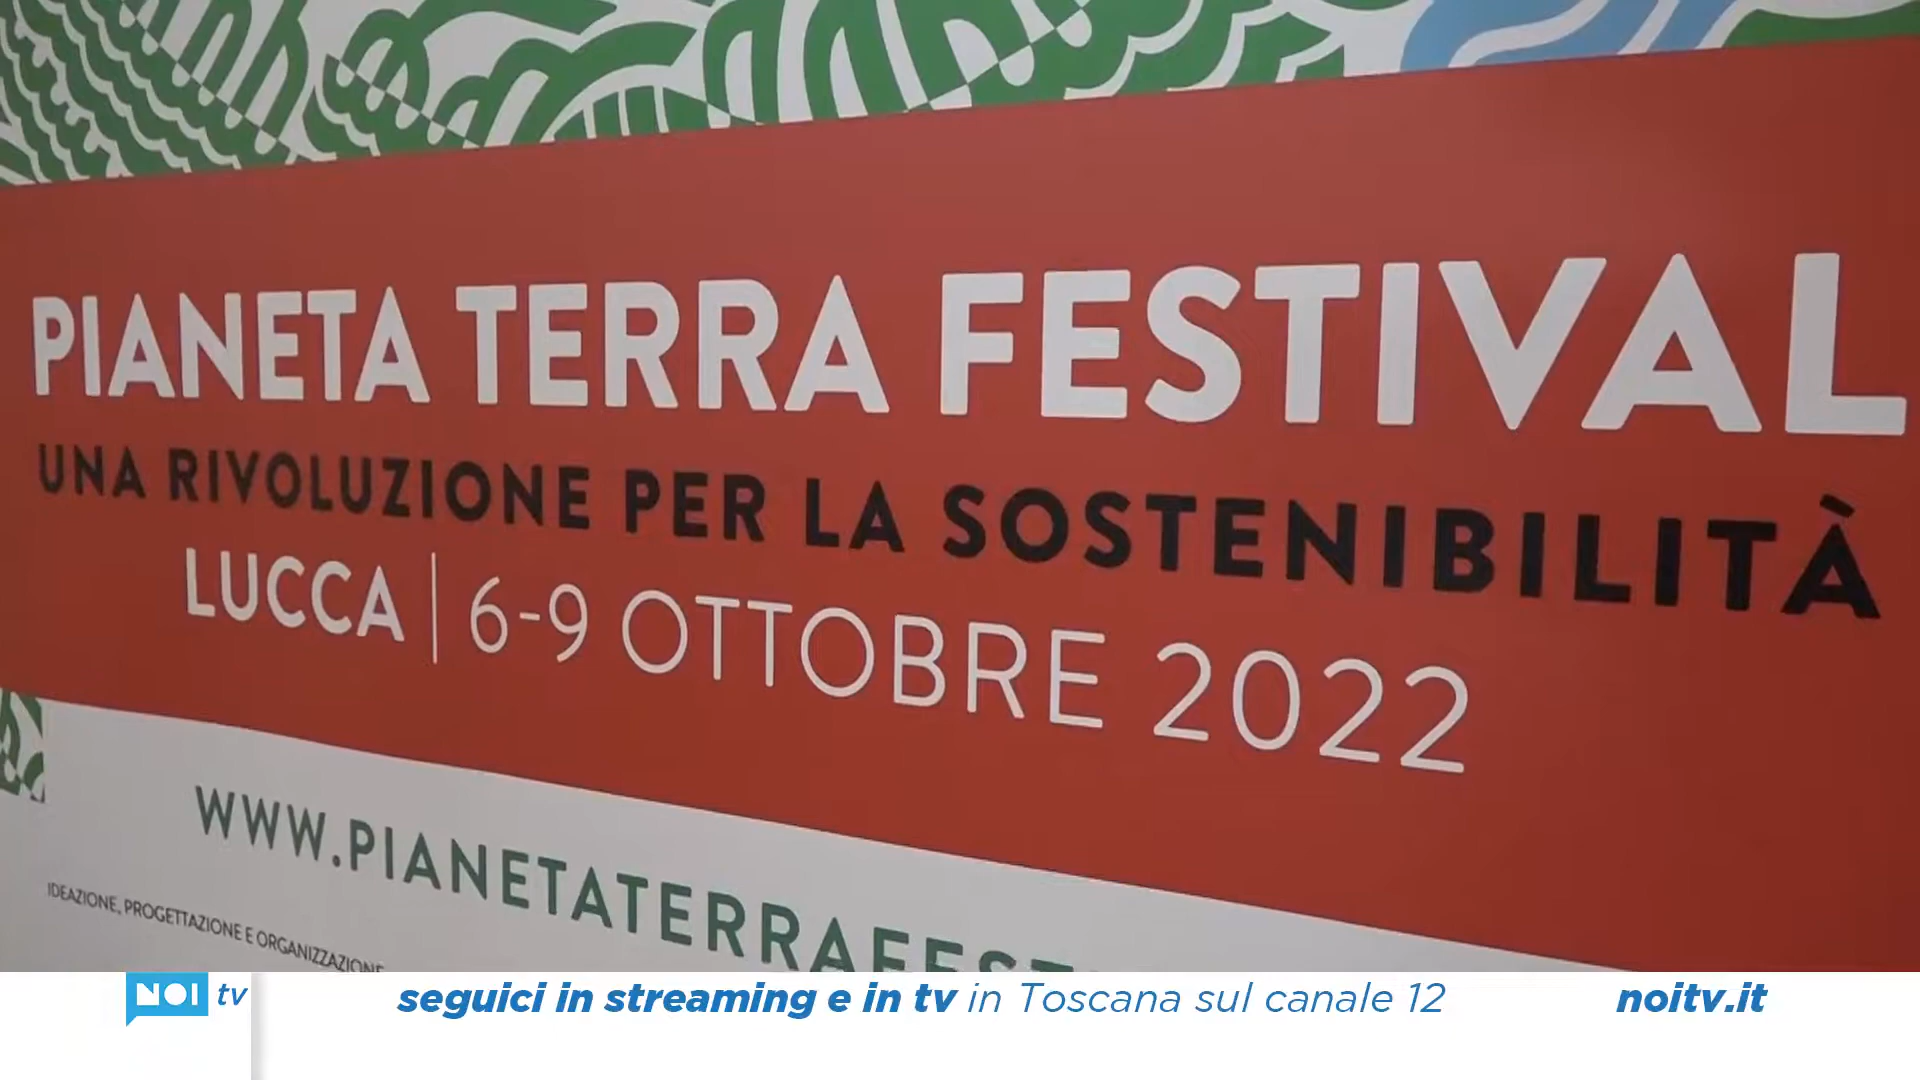 PIANETA TERRA FESTIVAL
UNA RIVOLUZIONE PER LA SOSTENIBILITÀ
LUCCA | 6-9 OTTOBRE 2022
WWW.PIANETATERRAFEST
IDEAZIONE, PROGETTAZIONE E ORGANIZZAZIONE
NOI tv
seguici in streaming e in tv in Toscana sul canale 12
noitv.it